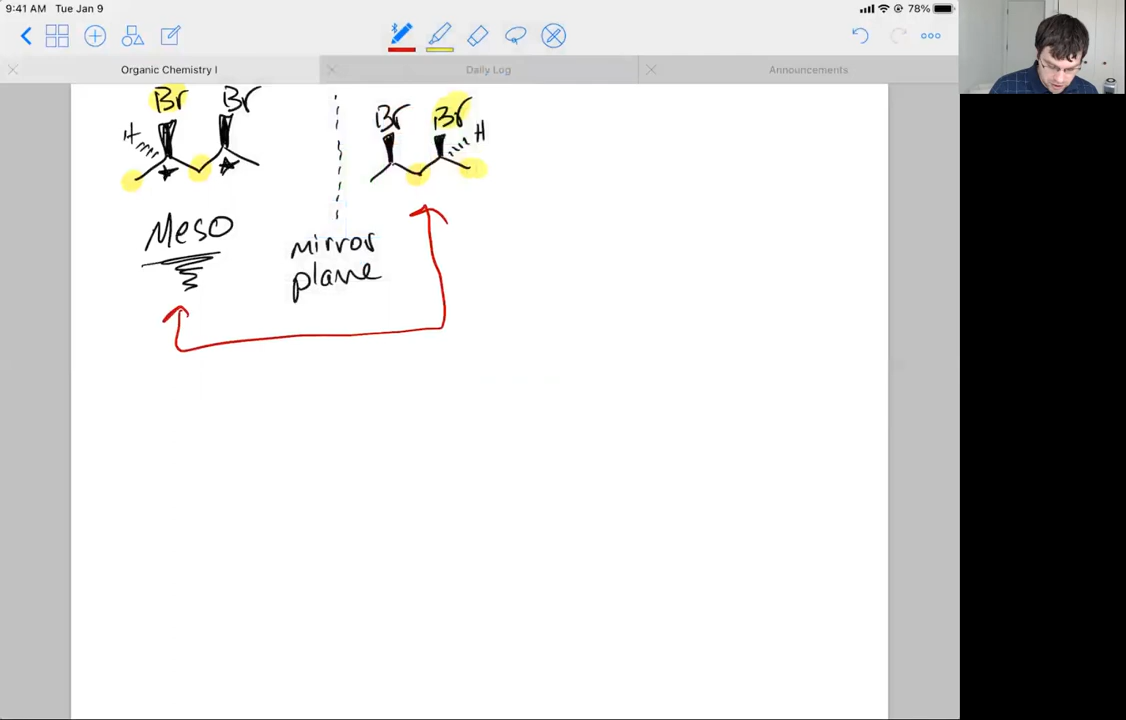 9:41 AM Tue Jan 9
78%
Organic Chemistry I
Daily Log
Announcements
Br Br
H
Br Br
H
Meso
mirror
plane